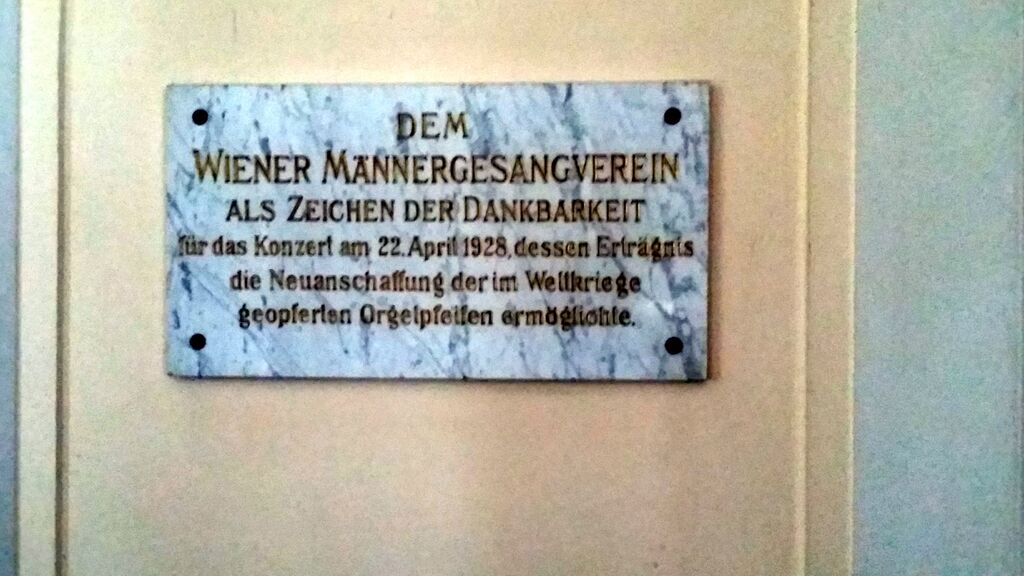 DEM
WIENER MÄNNERGESANGVEREIN
ALS ZEICHEN DER DANKBARKEIT
für das Konzert am 22. April 1928, dessen Erträgnis
die Neuanschaffung der im Weltkriege
geopferten Orgelpfeifen ermöglichte.